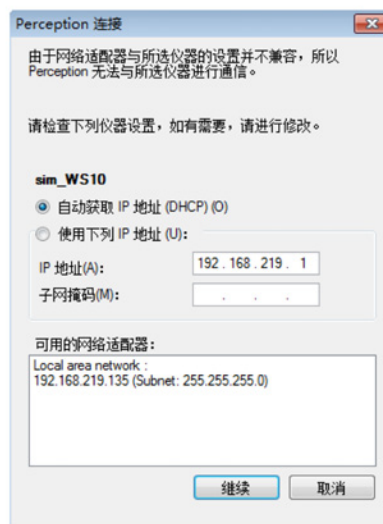 Perception 连接
由于网络适配器与所选仪器的设置并不兼容，所以
Perception 无法与所选仪器进行通信。
请检查下列仪器设置，如有需要，请进行修改。
sim_WS10
自动获取 IP 地址 (DHCP) (O)
使用下列 IP 地址 (U):
IP 地址(A): 192 . 168 . 219 . 1
子网掩码(M): . . .
可用的网络适配器：
Local area network :
192.168.219.135 (Subnet: 255.255.255.0)
继续 取消